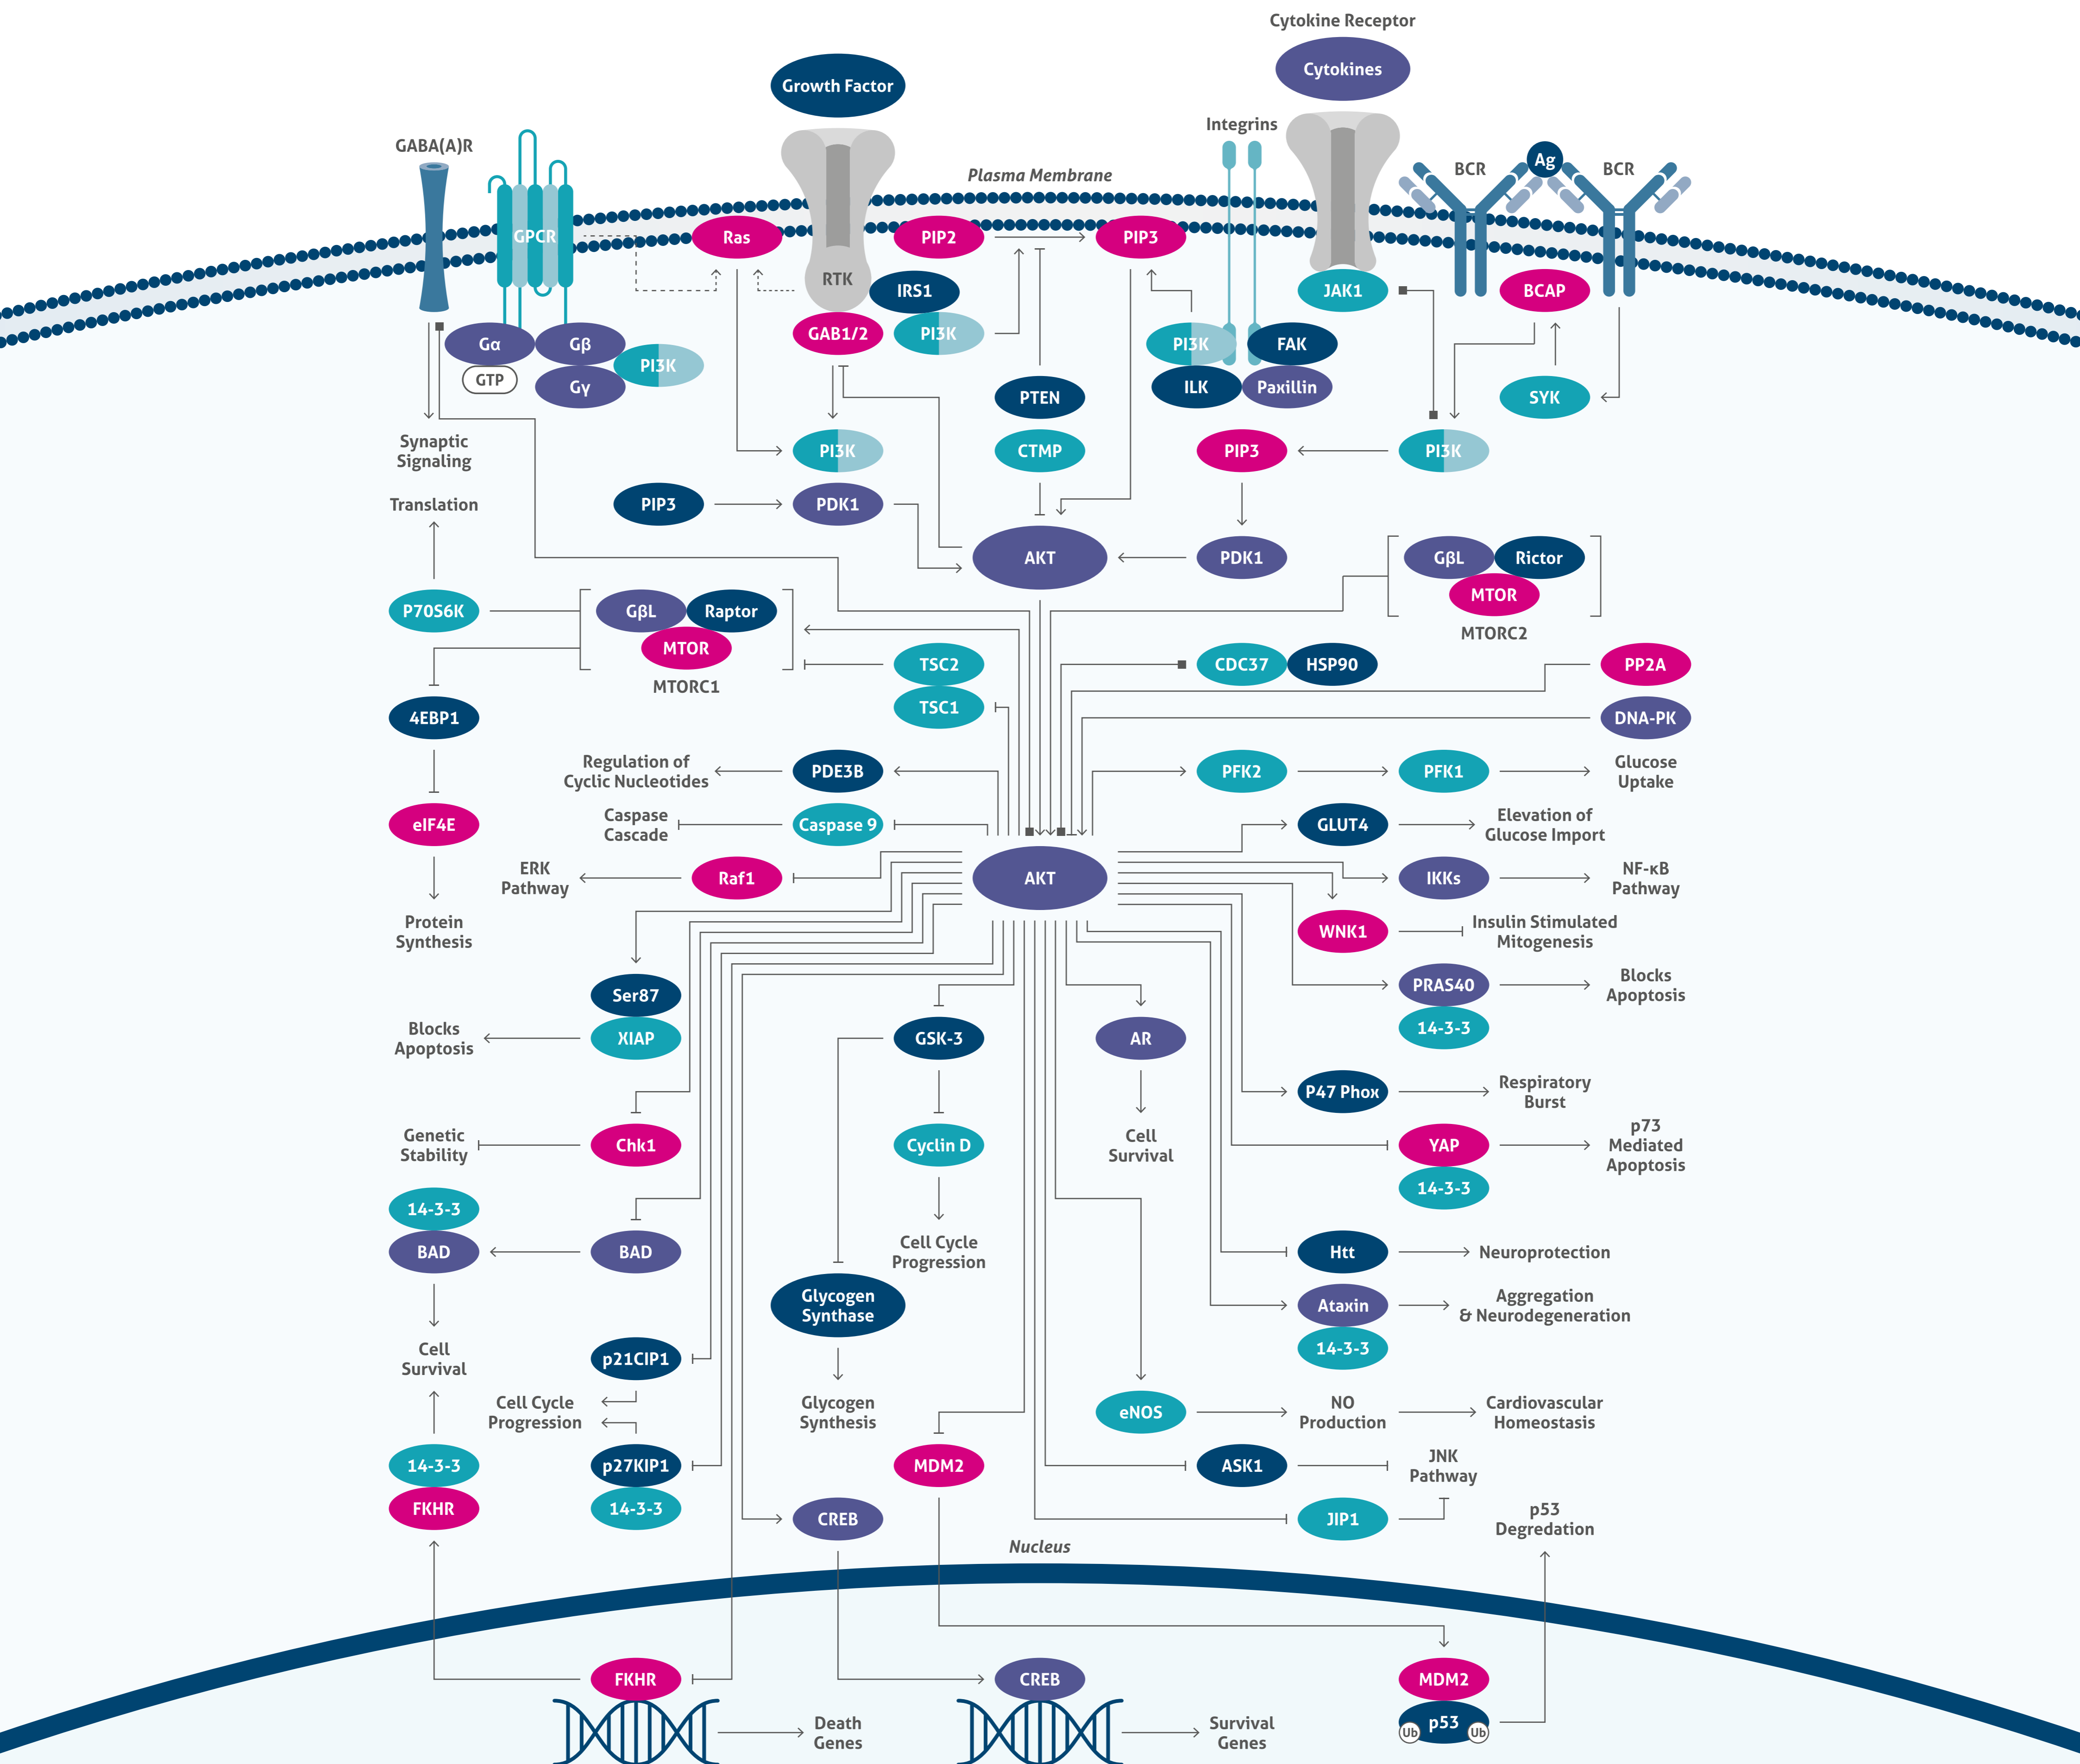 Cytokine Receptor
Growth Factor
Cytokines
GABA(A)R
Integrins
Plasma Membrane
BCR
Ag
BCR
GPCR
Ras
RTK
PIP2
PIP3
IRS1
JAK1
BCAP
Gα
Gβ
GTP
Gγ
PI3K
GAB1/2
PI3K
PI3K
FAK
ILK
Paxillin
PTEN
SYK
Synaptic
Signaling
PI3K
CTMP
PIP3
PI3K
Translation
PIP3
PDK1
AKT
PDK1
GβL
Rictor
MTOR
MTORC2
P70S6K
GβL
Raptor
MTOR
MTORC1
TSC2
TSC1
CDC37
HSP90
PP2A
4EBP1
DNA-PK
Regulation of
Cyclic Nucleotides
PDE3B
PFK2
PFK1
Glucose
Uptake
eIF4E
Caspase
Cascade
Caspase 9
GLUT4
Elevation of
Glucose Import
ERK
Pathway
Raf1
AKT
IKKs
NF-κB
Pathway
Protein
Synthesis
WNK1
Insulin Stimulated
Mitogenesis
Ser87
XIAP
Blocks
Apoptosis
PRAS40
14-3-3
Blocks
Apoptosis
GSK-3
AR
P47 Phox
Respiratory
Burst
Genetic
Stability
Chk1
Cyclin D
Cell
Survival
YAP
14-3-3
p73
Mediated
Apoptosis
14-3-3
BAD
BAD
Cell Cycle
Progression
Htt
Neuroprotection
Glycogen
Synthase
Ataxin
14-3-3
Aggregation
& Neurodegeneration
Cell
Survival
p21CIP1
Cell Cycle
Progression
Glycogen
Synthesis
eNOS
NO
Production
Cardiovascular
Homeostasis
14-3-3
FKHR
p27KIP1
14-3-3
MDM2
ASK1
JNK
Pathway
CREB
JIP1
p53
Degredation
Nucleus
FKHR
CREB
MDM2
p53
Ub
Ub
Death
Genes
Survival
Genes